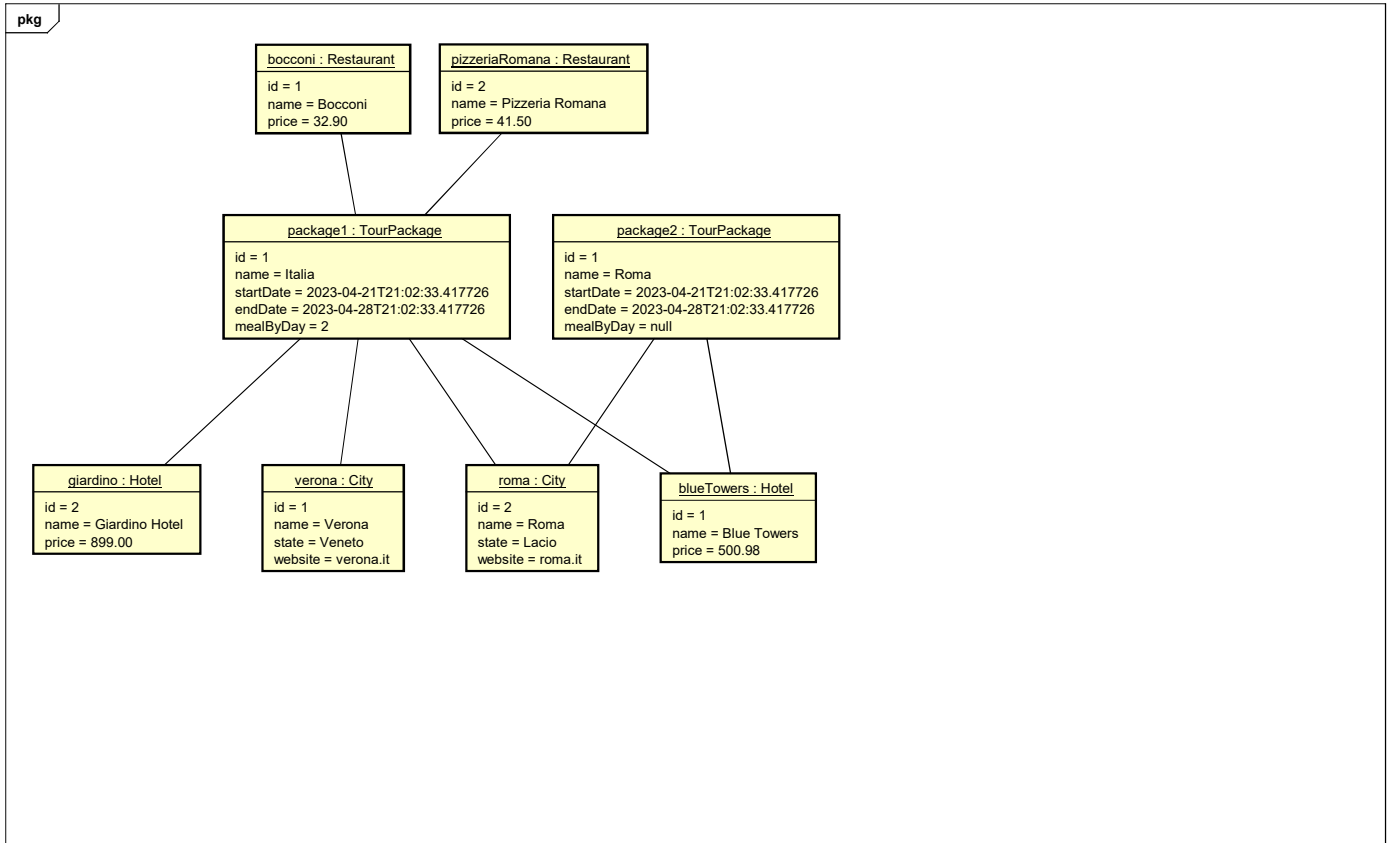 pkg
bocconi : Restaurant
id = 1
name = Bocconi
price = 32.90
pizzeriaRomana : Restaurant
id = 2
name = Pizzeria Romana
price = 41.50
package1 : TourPackage
id = 1
name = Italia
startDate = 2023-04-21T21:02:33.417726
endDate = 2023-04-28T21:02:33.417726
mealByDay = 2
package2 : TourPackage
id = 1
name = Roma
startDate = 2023-04-21T21:02:33.417726
endDate = 2023-04-28T21:02:33.417726
mealByDay = null
giardino : Hotel
id = 2
name = Giardino Hotel
price = 899.00
verona : City
id = 1
name = Verona
state = Veneto
website = verona.it
roma : City
id = 2
name = Roma
state = Lacio
website = roma.it
blueTowers : Hotel
id = 1
name = Blue Towers
price = 500.98